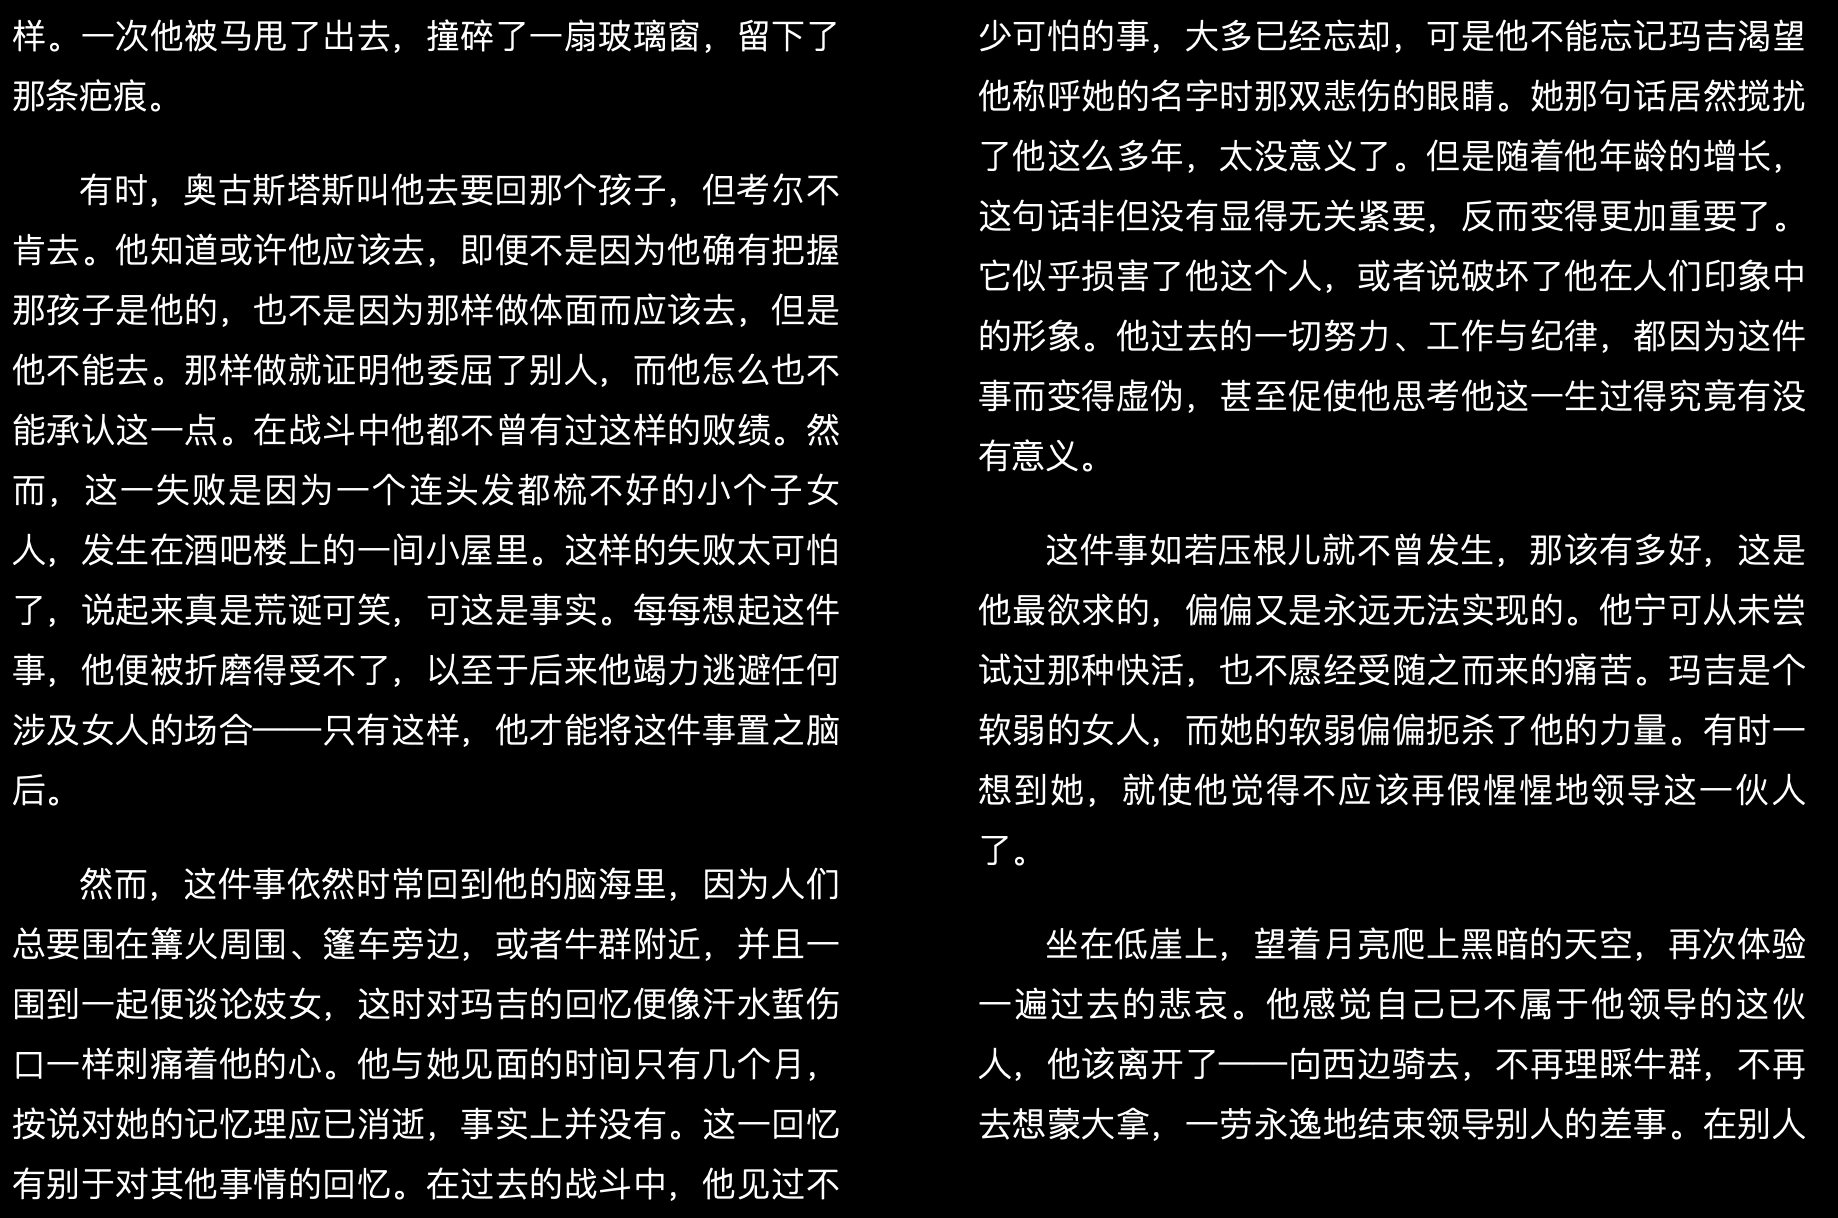 样。一次他被马甩了出去，撞碎了一扇玻璃窗，留下了
那条疤痕。
有时，奥古斯塔斯叫他去要回那个孩子，但考尔不
肯去。他知道或许他应该去，即便不是因为他确有把握
那孩子是他的，也不是因为那样做体面而应该去，但是
他不能去。那样做就证明他委屈了别人，而他怎么也不
能承认这一点。在战斗中他都不曾有过这样的败绩。然
而，这一失败是因为一个连头发都梳不好的小个子女
人，发生在酒吧楼上的一间小屋里。这样的失败太可怕
了，说起来真是荒诞可笑，可这是事实。每每想起这件
事，他便被折磨得受不了，以至于后来他竭力逃避任何
涉及女人的场合——只有这样，他才能将这件事置之脑
后。
然而，这件事依然时常回到他的脑海里，因为人们
总要围在篝火周围、篷车旁边，或者牛群附近，并且一
围到一起便谈论妓女，这时对玛吉的回忆便像汗水蜇伤
口一样刺痛着他的心。他与她见面的时间只有几个月，
按说对她的记忆理应已消逝，事实上并没有。这一回忆
有别于对其他事情的回忆。在过去的战斗中，他见过不
少可怕的事，大多已经忘却，可是他不能忘记玛吉渴望
他称呼她的名字时那双悲伤的眼睛。她那句话居然搅扰
了他这么多年，太没意义了。但是随着他年龄的增长，
这句话非但没有显得无关紧要，反而变得更加重要了。
它似乎损害了他这个人，或者说破坏了他在人们印象中
的形象。他过去的一切努力、工作与纪律，都因为这件
事而变得虚伪，甚至促使他思考他这一生过得究竟有没
有意义。
这件事如若压根儿就不曾发生，那该有多好，这是
他最欲求的，偏偏又是永远无法实现的。他宁可从未尝
试过那种快活，也不愿经受随之而来的痛苦。玛吉是个
软弱的女人，而她的软弱偏偏扼杀了他的力量。有时一
想到她，就使他觉得不应该再假惺惺地领导这一伙人
了。
坐在低崖上，望着月亮爬上黑暗的天空，再次体验
一遍过去的悲哀。他感觉自己已不属于他领导的这伙
人，他该离开了——向西边骑去，不再理睬牛群，不再
去想蒙大拿，一劳永逸地结束领导别人的差事。在别人